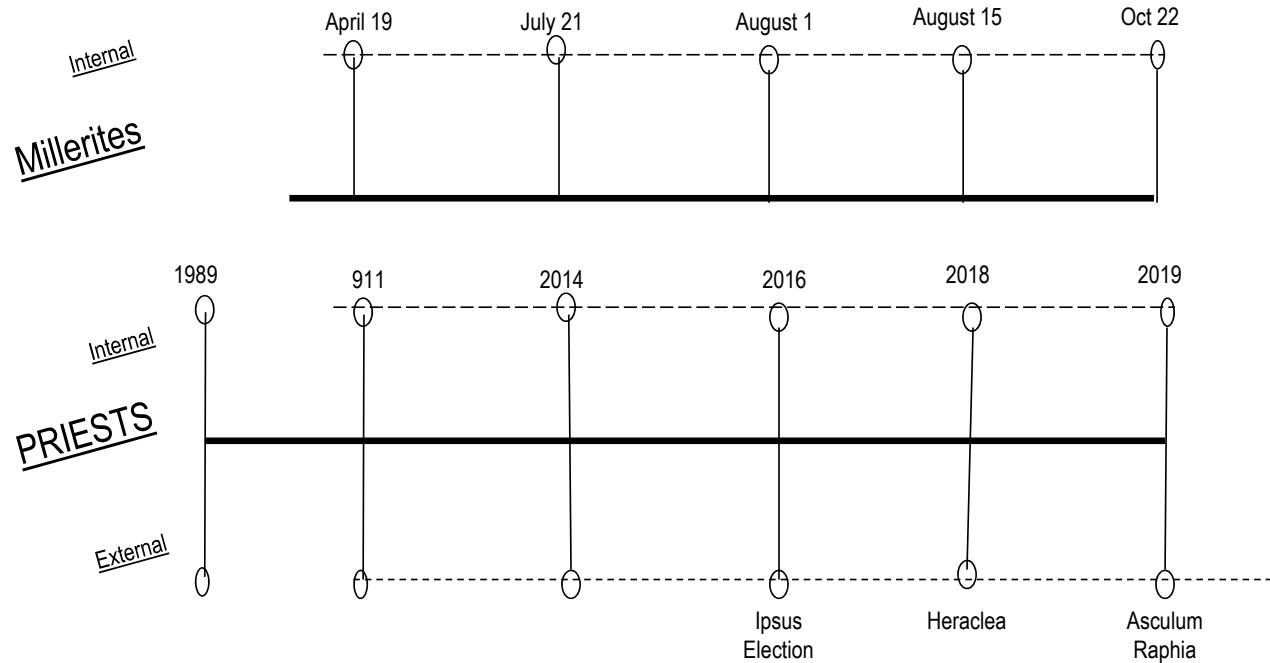 April 19
July 21
August 1
August 15
Oct 22
Internal
Millerites
1989
911
2014
2016
2018
2019
Internal
PRIESTS
External
Ipsus
Election
Heraclea
Asculum
Raphia